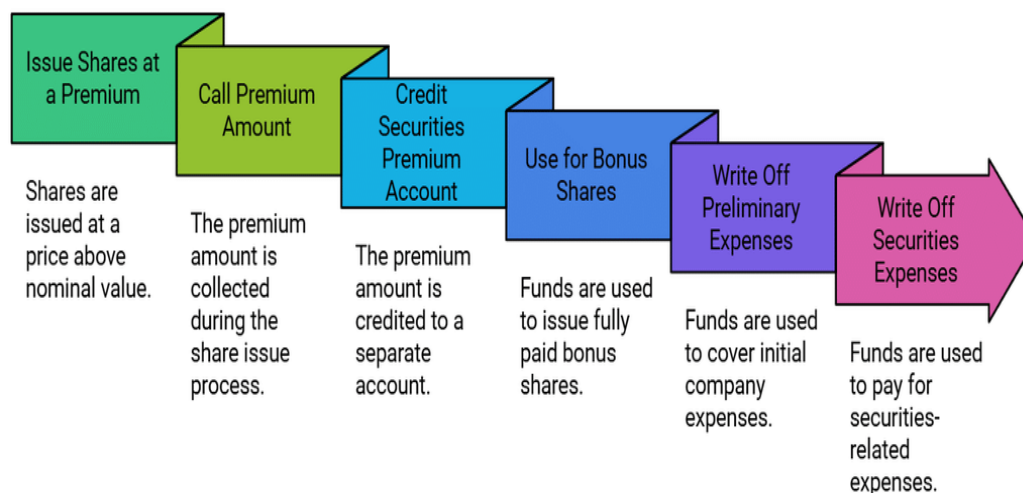 Issue Shares at
a Premium
Shares are
issued at a
price above
nominal value.
Call Premium
Amount
The premium
amount is
collected
during the
share issue
process.
Credit
Securities
Premium
Account
The premium
amount is
credited to a
separate
account.
Use for Bonus
Shares
Funds are used
to issue fully
paid bonus
shares.
Write Off
Preliminary
Expenses
Funds are used
to cover initial
company
expenses.
Write Off
Securities
Expenses
Funds are used
to pay for
securities-
related
expenses.